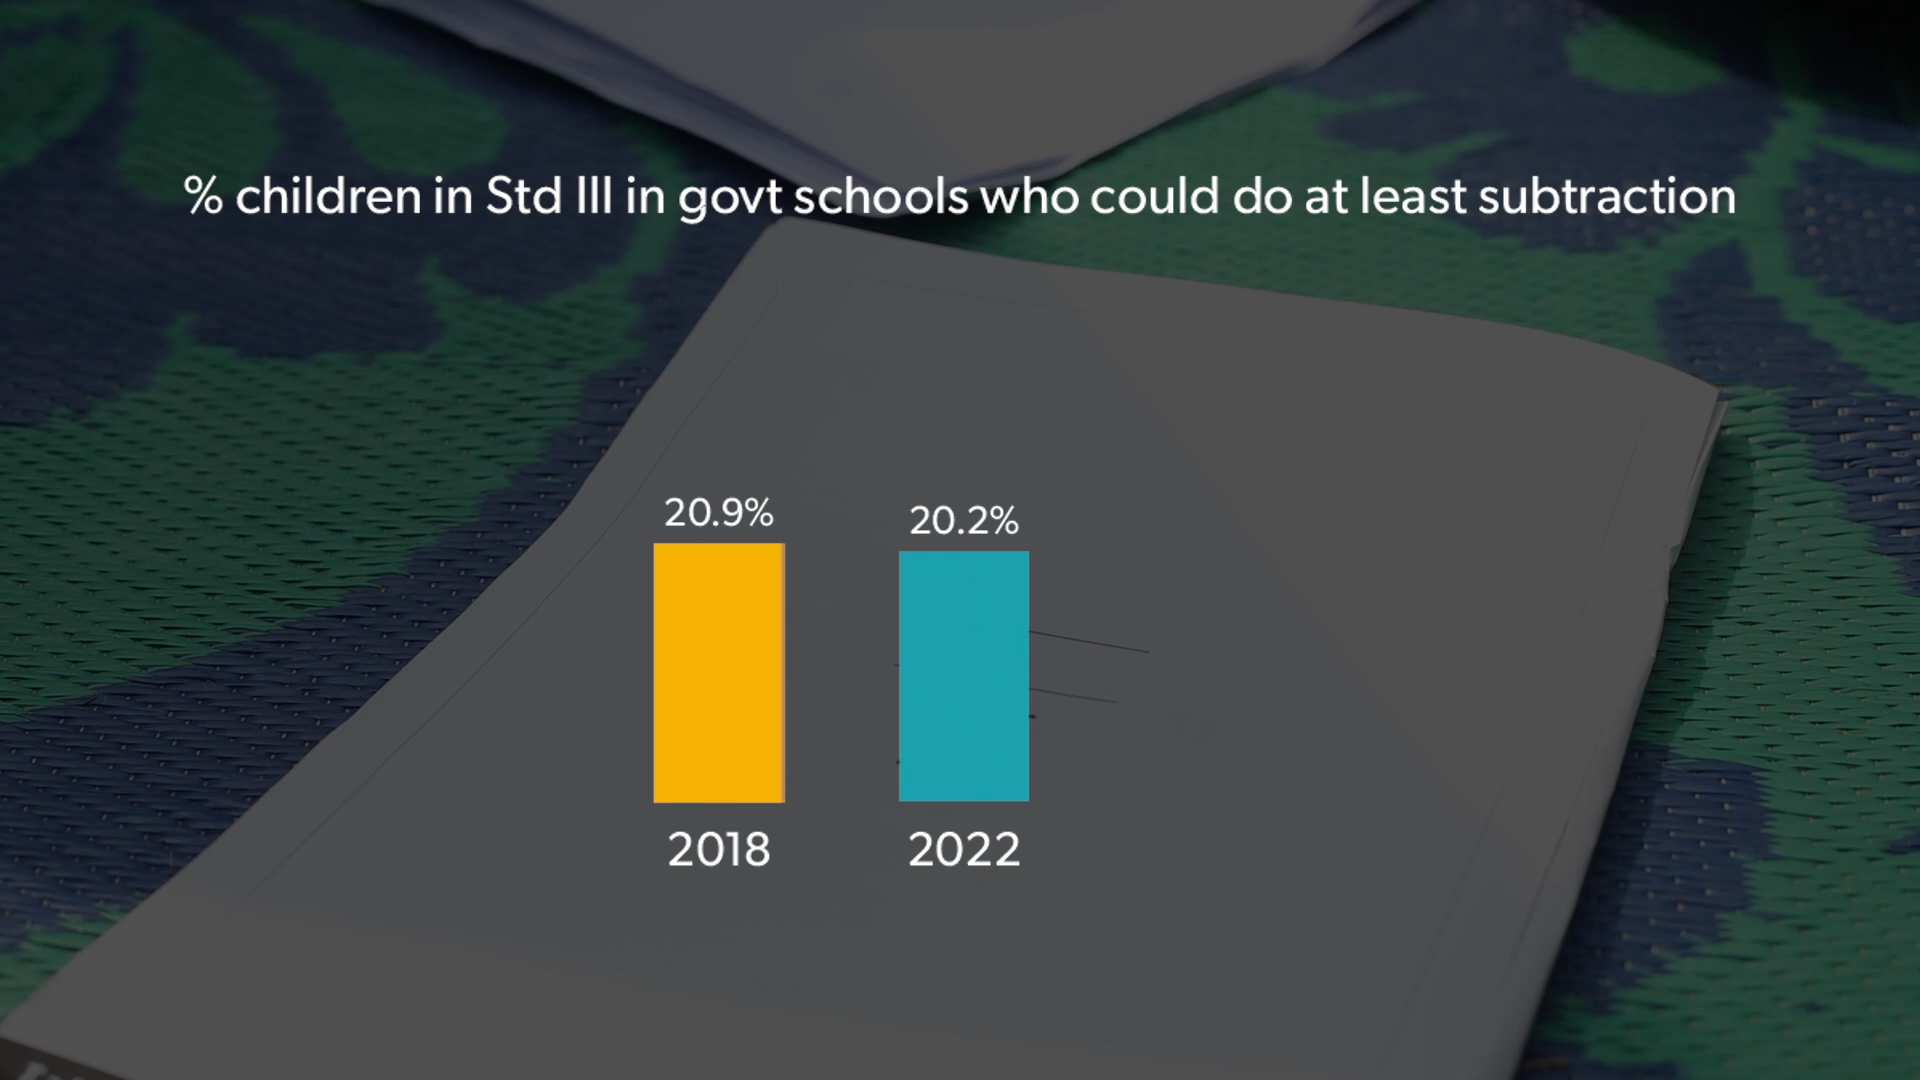 % children in Std III in govt schools who could do at least subtraction
20.9%
20.2%
2018
2022